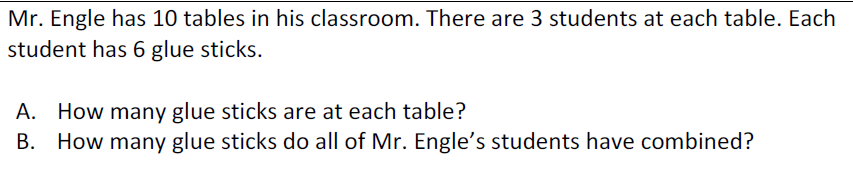 Mr. Engle has 10 tables in his classroom. There are 3 students at each table. Each
student has 6 glue sticks.
A. How many glue sticks are at each table?
B. How many glue sticks do all of Mr. Engle’s students have combined?